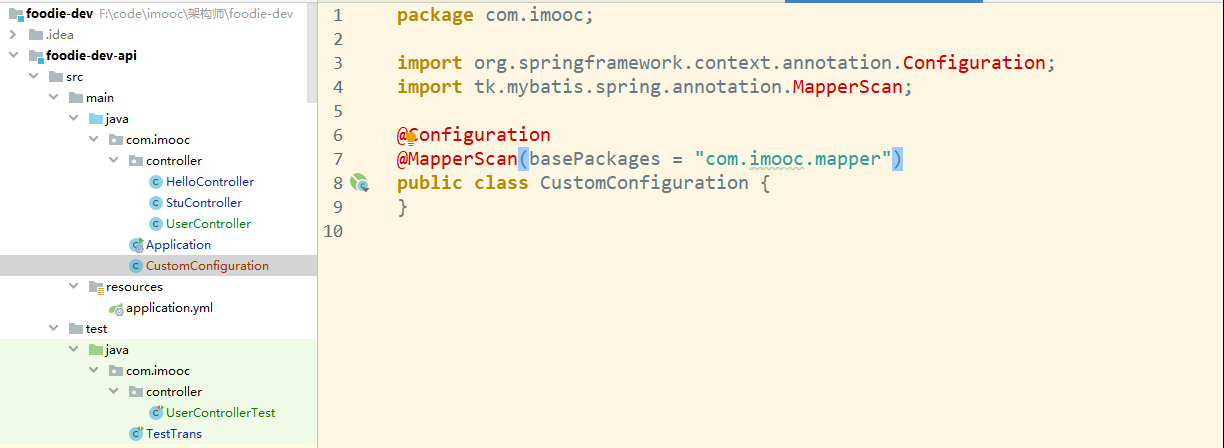 foodie-dev F:\code\imooc\架构师\foodie-dev
.idea
foodie-dev-api
src
main
java
com.imooc
controller
HelloController
StuController
UserController
Application
CustomConfiguration
resources
application.yml
test
java
com.imooc
controller
UserControllerTest
TestTrans
1 package com.imooc;
2
3 import org.springframework.context.annotation.Configuration;
4 import tk.mybatis.spring.annotation.MapperScan;
5
6 @Configuration
7 @MapperScan(basePackages = "com.imooc.mapper")
8 public class CustomConfiguration {
9 }
10